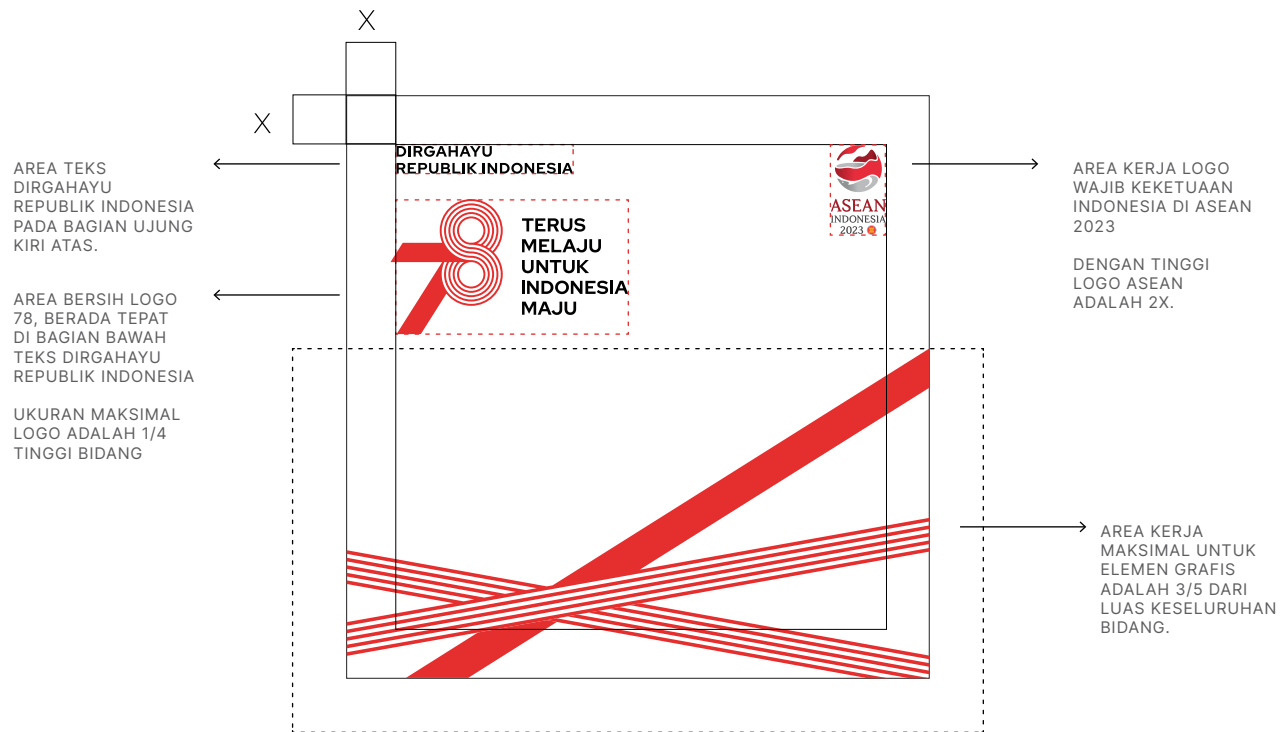 X
X
AREA TEKS
DIRGAHAYU
REPUBLIK INDONESIA
PADA BAGIAN UJUNG
KIRI ATAS.
AREA BERSIH LOGO
78, BERADA TEPAT
DI BAGIAN BAWAH
TEKS DIRGAHAYU
REPUBLIK INDONESIA
UKURAN MAKSIMAL
LOGO ADALAH 1/4
TINGGI BIDANG
DIRGAHAYU
REPUBLIK INDONESIA
78
TERUS
MELAJU
UNTUK
INDONESIA
MAJU
ASEAN
INDONESIA
2023
AREA KERJA LOGO
WAJIB KEKETUAAN
INDONESIA DI ASEAN
2023
DENGAN TINGGI
LOGO ASEAN
ADALAH 2X.
AREA KERJA
MAKSIMAL UNTUK
ELEMEN GRAFIS
ADALAH 3/5 DARI
LUAS KESELURUHAN
BIDANG.